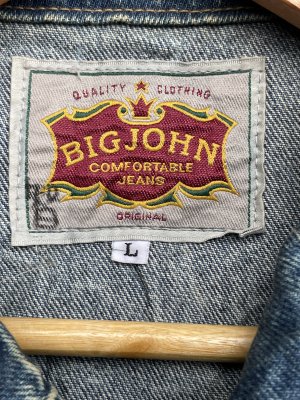 QUALITY CLOTHING
BIGJOHN
COMFORTABLE
JEANS
ORIGINAL
L